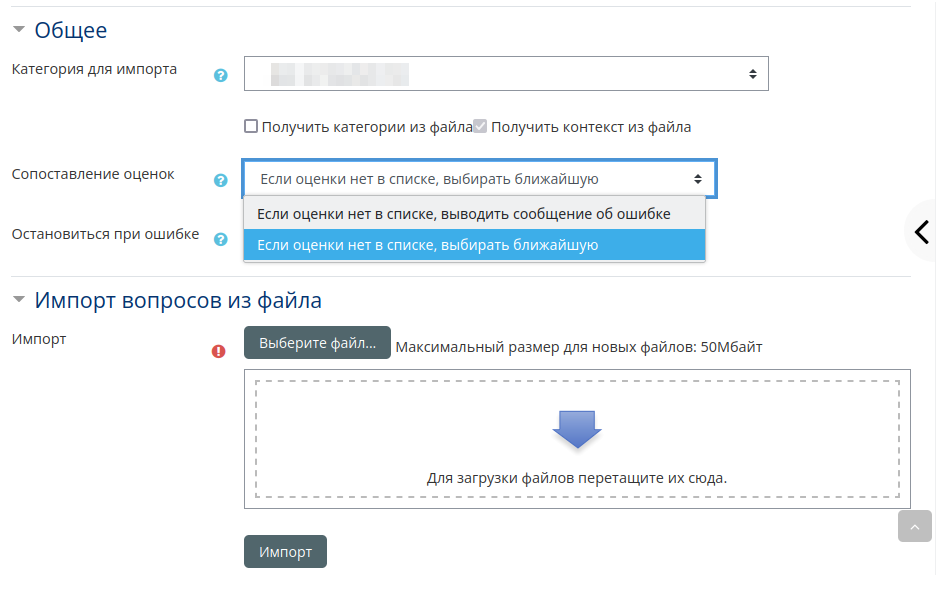 Общее
Категория для импорта
Получить категории из файла Получить контекст из файла
Сопоставление оценок
Если оценки нет в списке, выбирать ближайшую
Если оценки нет в списке, выводить сообщение об ошибке
Если оценки нет в списке, выбирать ближайшую
Остановиться при ошибке
Импорт вопросов из файла
Импорт
Выберите файл... Максимальный размер для новых файлов: 50Мбайт
Для загрузки файлов перетащите их сюда.
Импорт